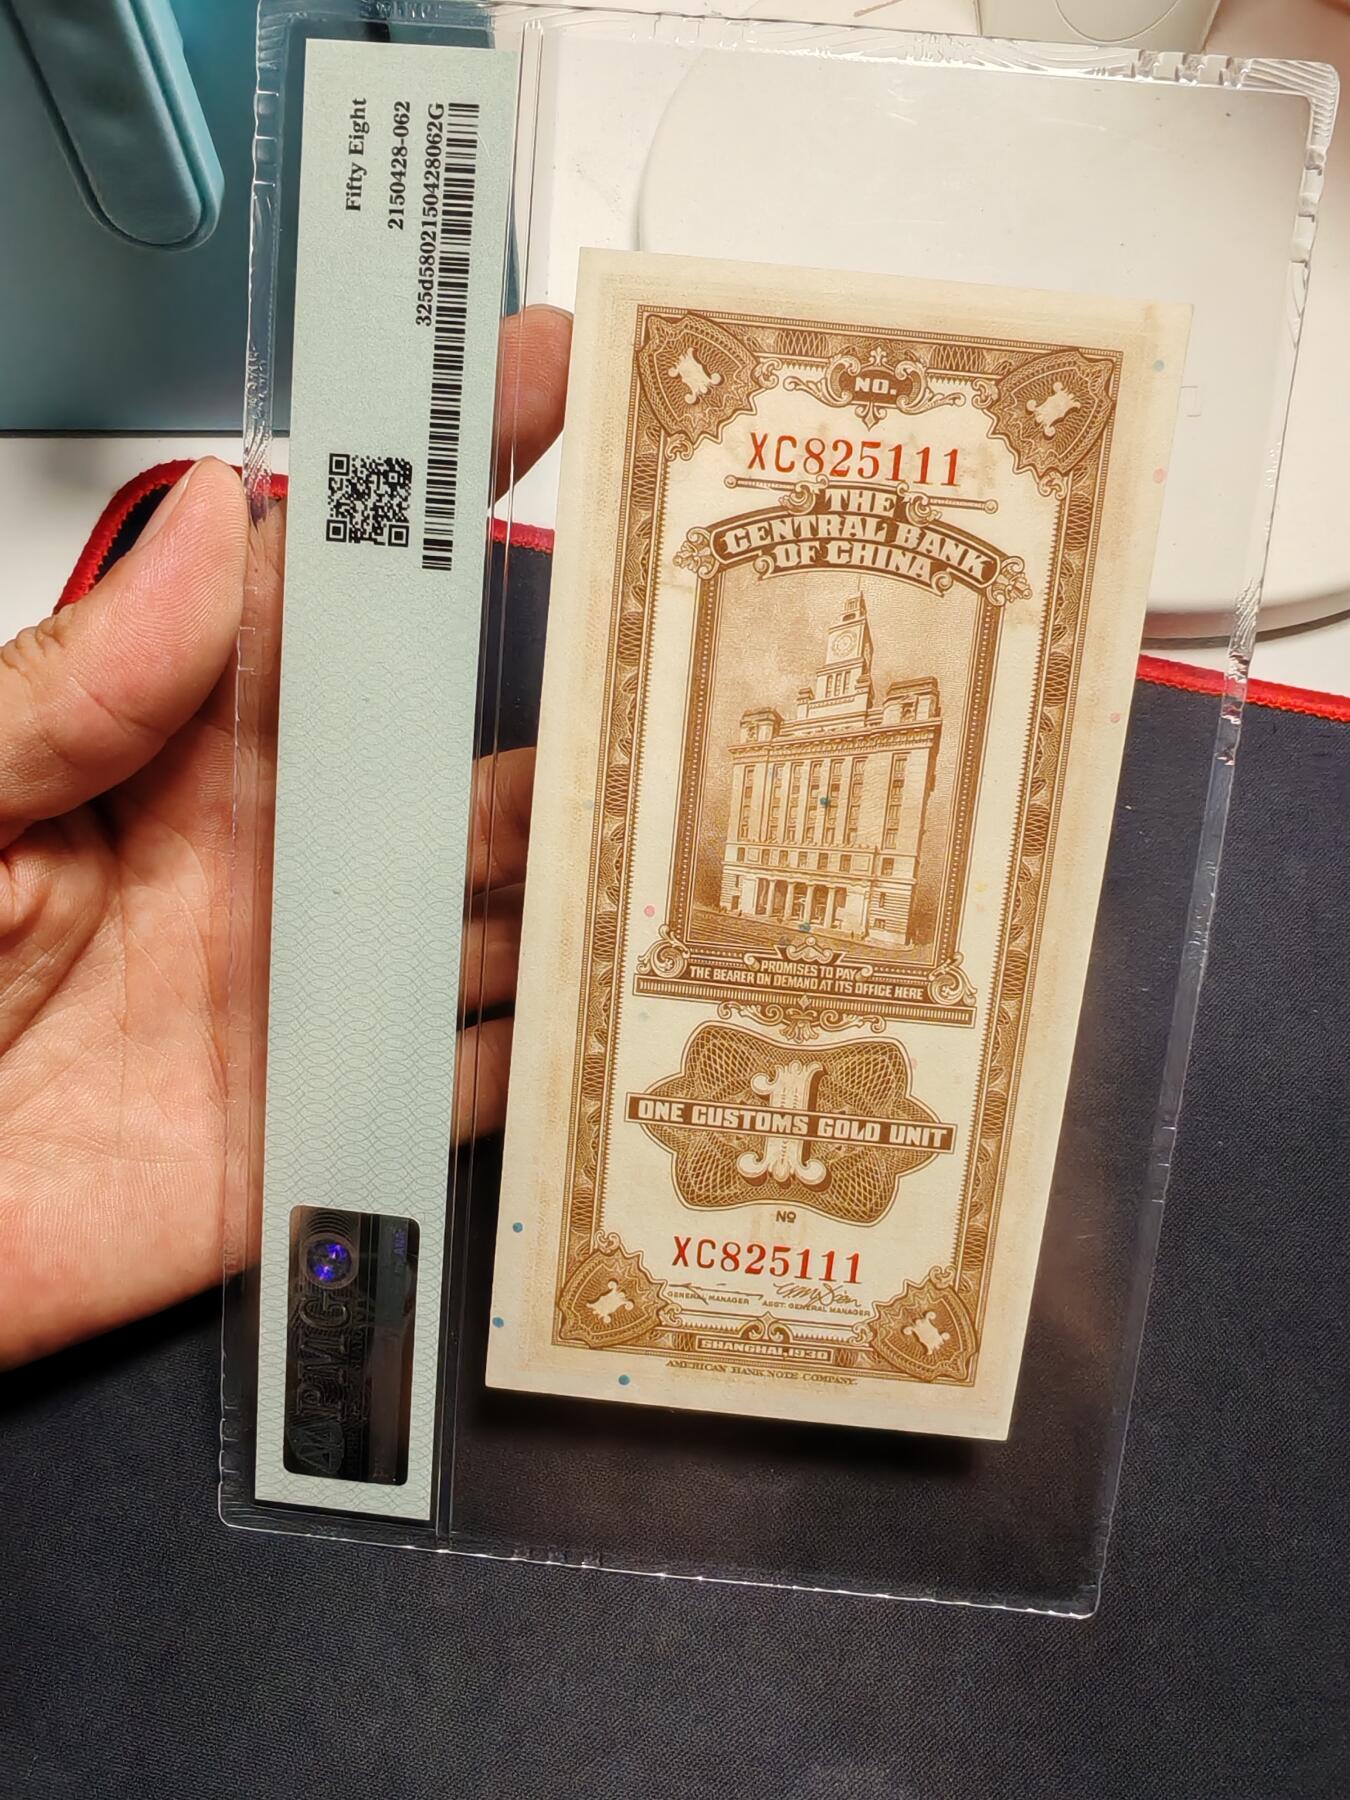 Fifty Eight
2150428-062
325d5802150428062G
PMG
NO.
XC825111
THE
CENTRAL BANK
OF CHINA
PROMISES TO PAY
THE BEARER ON DEMAND AT ITS OFFICE HERE
1
ONE CUSTOMS GOLD UNIT
Nº
XC825111
GENERAL MANAGER ASST. GENERAL MANAGER
SHANGHAI, 1930
AMERICAN BANK NOTE COMPANY.